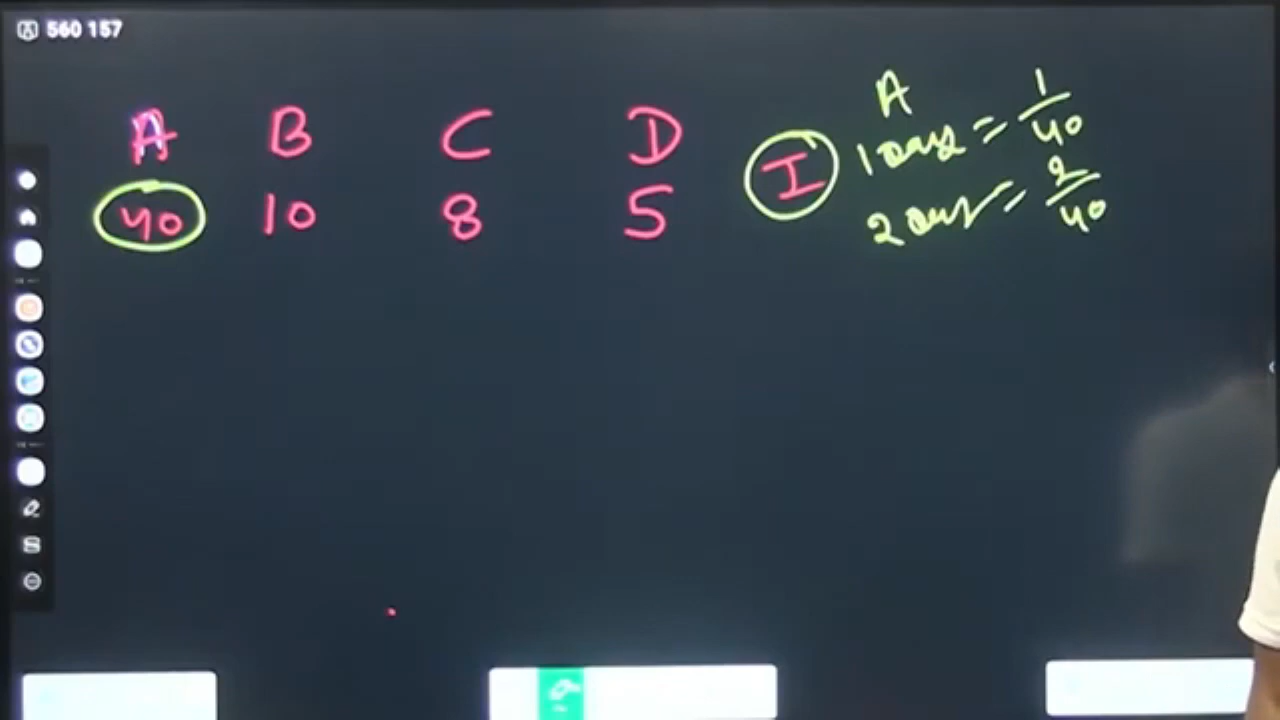 560 157
A B C D
40 10 8 5
I
A
1 day = 1/40
2 day = 2/40